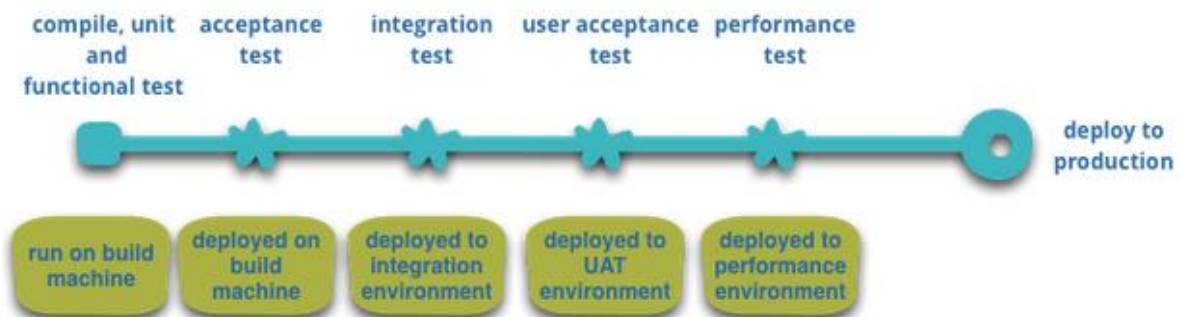 compile, unit
and
functional test
acceptance
test
integration
test
user acceptance
test
performance
test
deploy to
production
run on build
machine
deployed on
build
machine
deployed to
integration
environment
deployed to
UAT
environment
deployed to
performance
environment